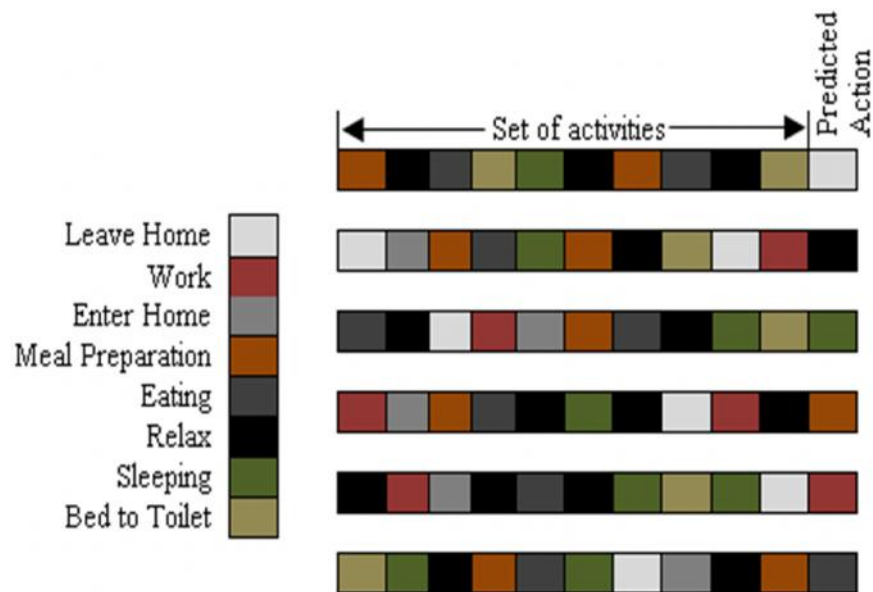 Predicted
Action
Set of activities
Leave Home
Work
Enter Home
Meal Preparation
Eating
Relax
Sleeping
Bed to Toilet